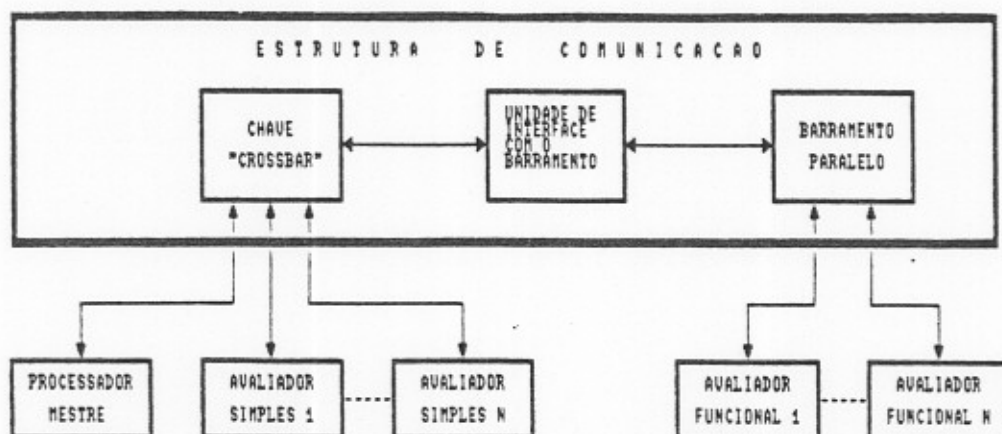 ESTRUTURA DE COMUNICACAO
CHAVE
"CROSSBAR"
UNIDADE DE
INTERFACE
COM O
BARRAMENTO
BARRAMENTO
PARALELO
PROCESSADOR
MESTRE
AVALIADOR
SIMPLES 1
AVALIADOR
SIMPLES N
AVALIADOR
FUNCIONAL 1
AVALIADOR
FUNCIONAL N